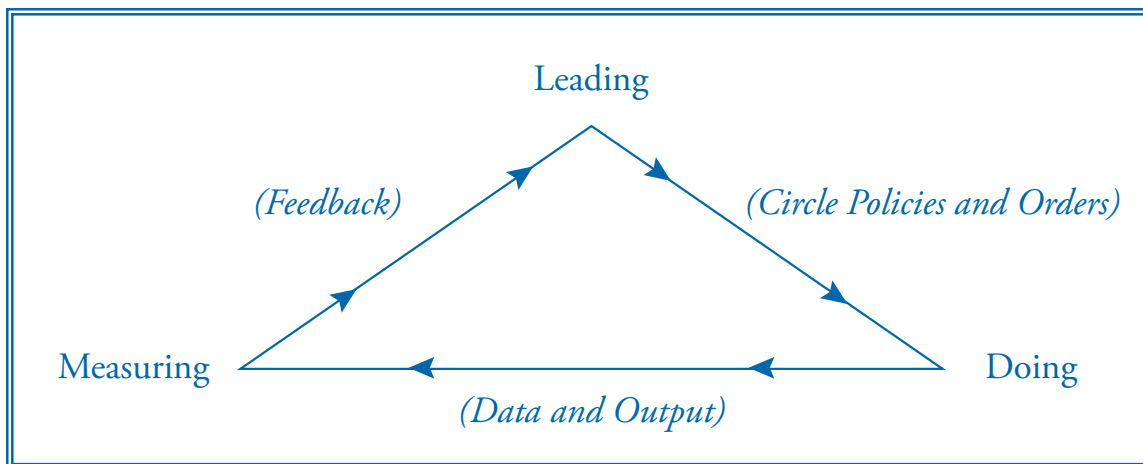 Leading
(Feedback)
(Circle Policies and Orders)
Measuring
Doing
(Data and Output)